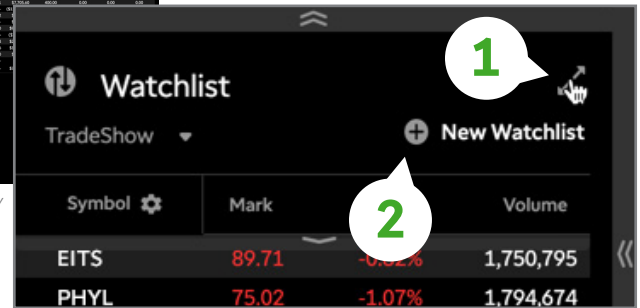 1
Watchlist
TradeShow
New Watchlist
Symbol Mark Volume
2
EITS 89.71 1,750,795
PHYL 75.02 -1.07% 1,794,674